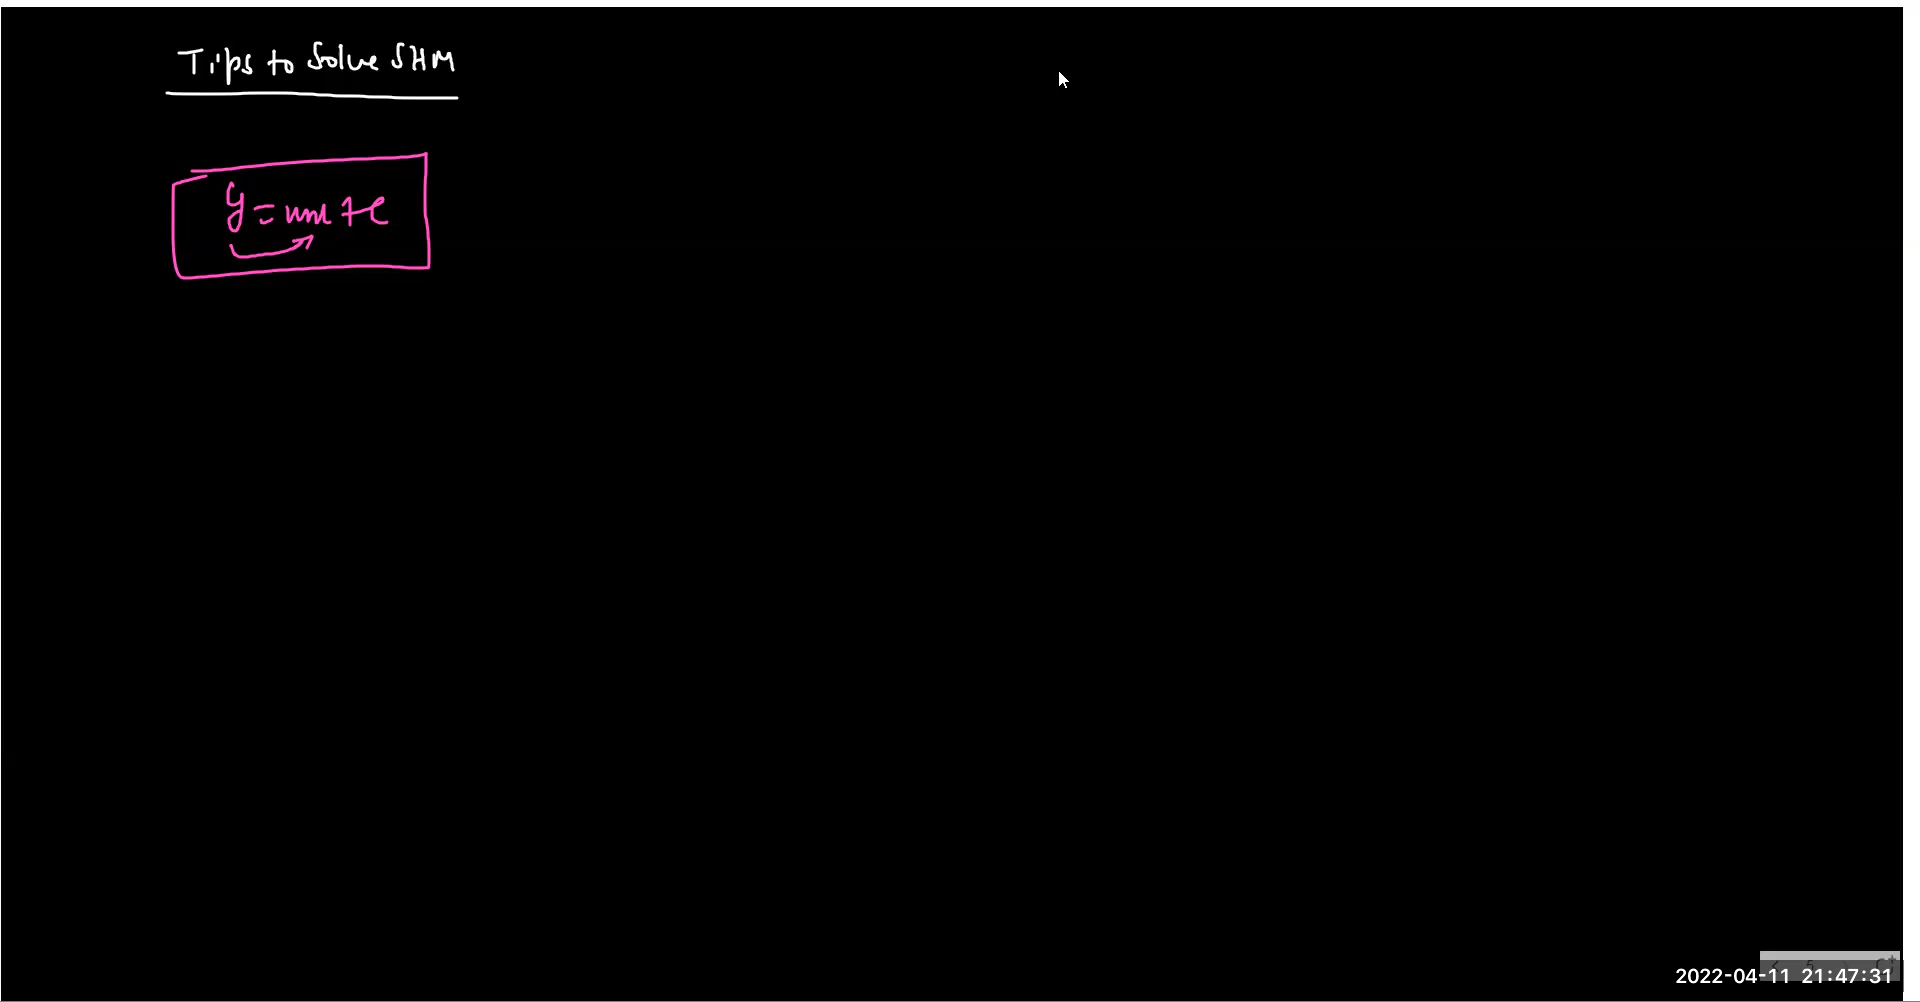 Tips to Solve SHM
y = mx + c
2022-04-11 21:47:31